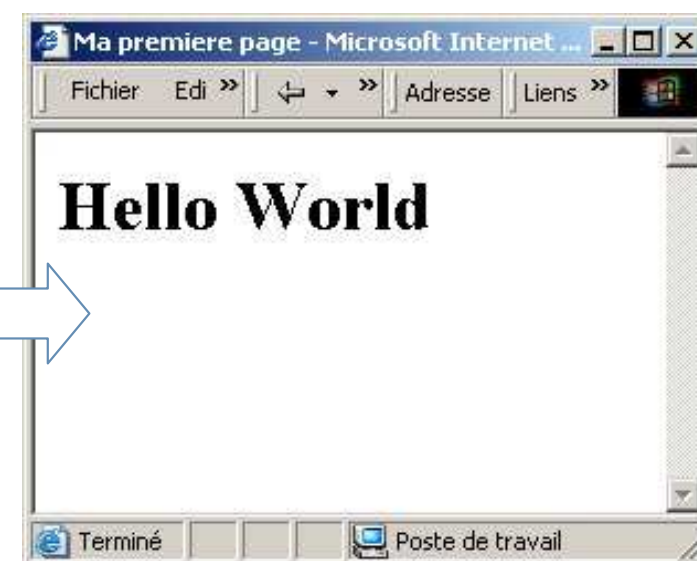 Ma premiere page - Microsoft Internet ...
Fichier Edi » » Adresse Liens »
Hello World
Terminé Poste de travail